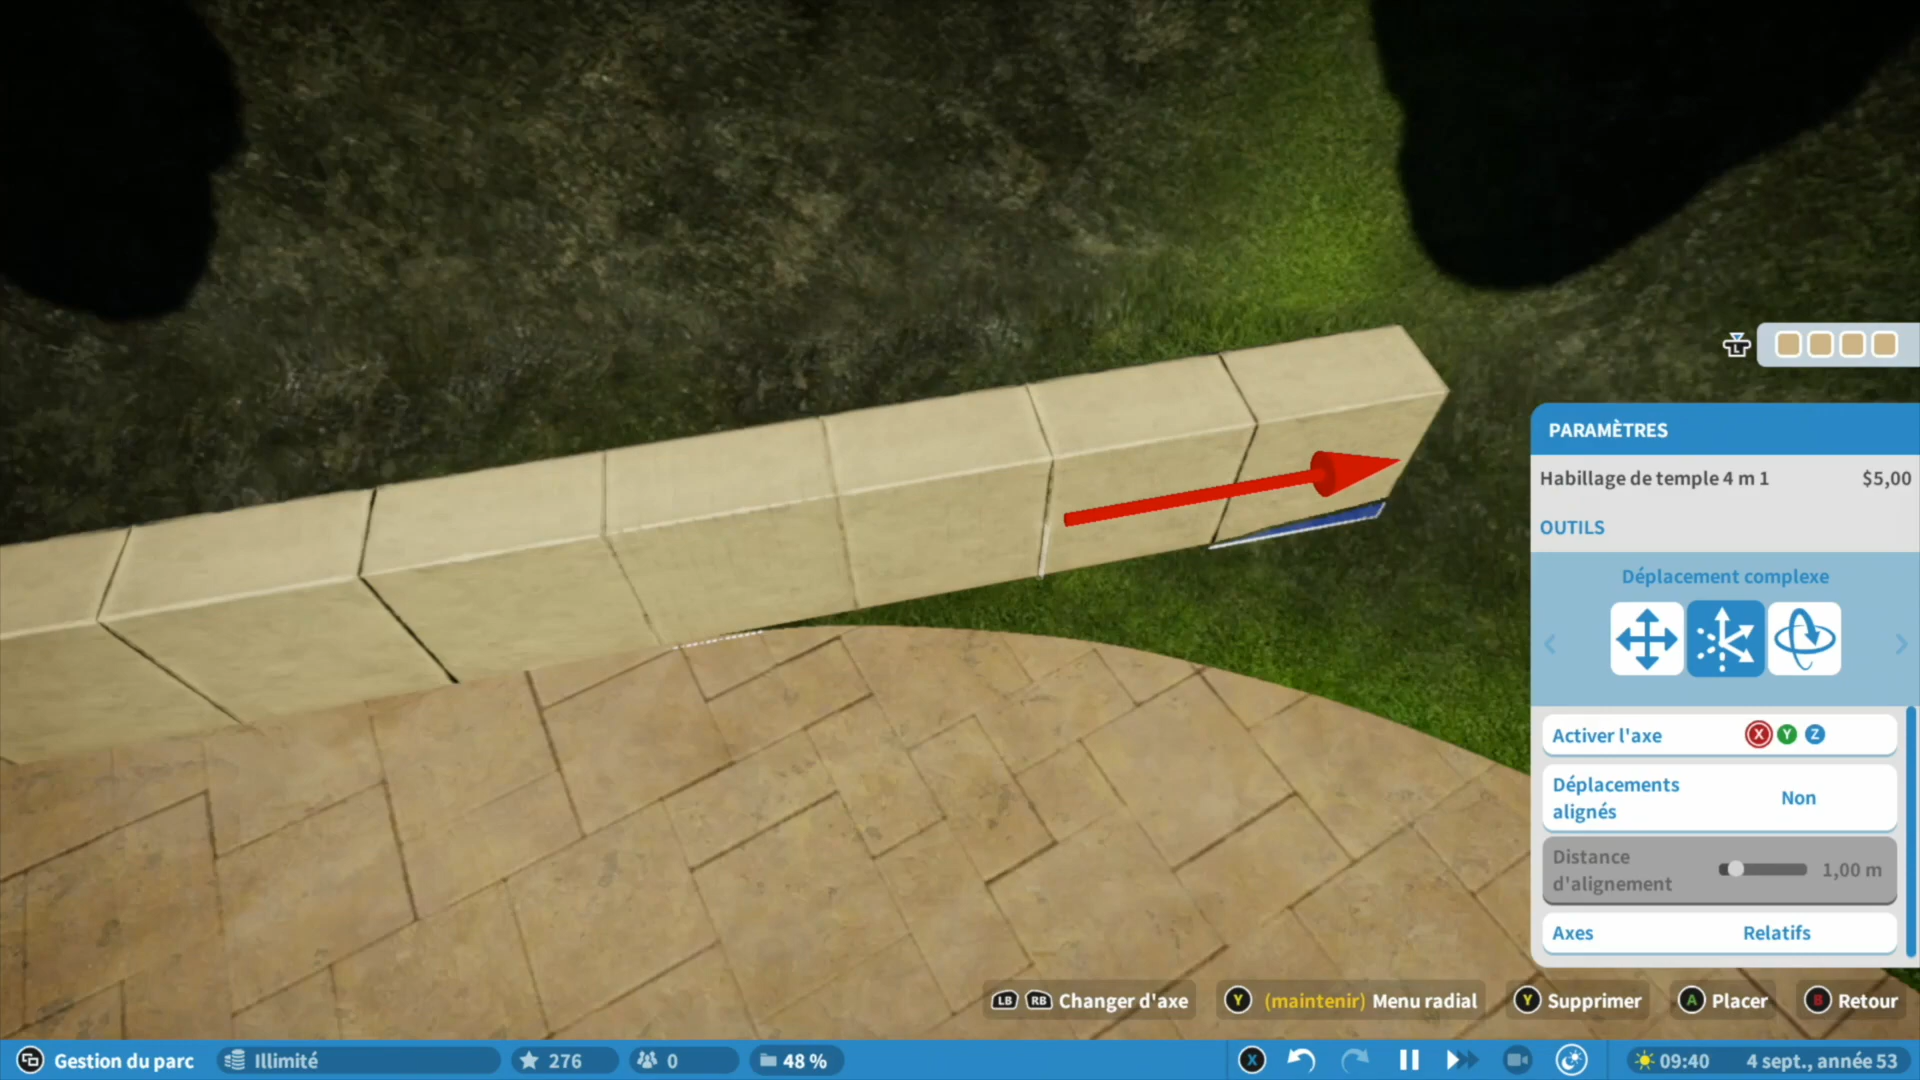 L
PARAMÈTRES
Habillage de temple 4 m 1 $5,00
OUTILS
Déplacement complexe
Activer l'axe X Y Z
Déplacements alignés Non
Distance d'alignement 1,00 m
Axes Relatifs
LB RB Changer d'axe Y (maintenir) Menu radial Y Supprimer A Placer B Retour
Gestion du parc Illimité 276 0 48 % X 09:40 4 sept., année 53